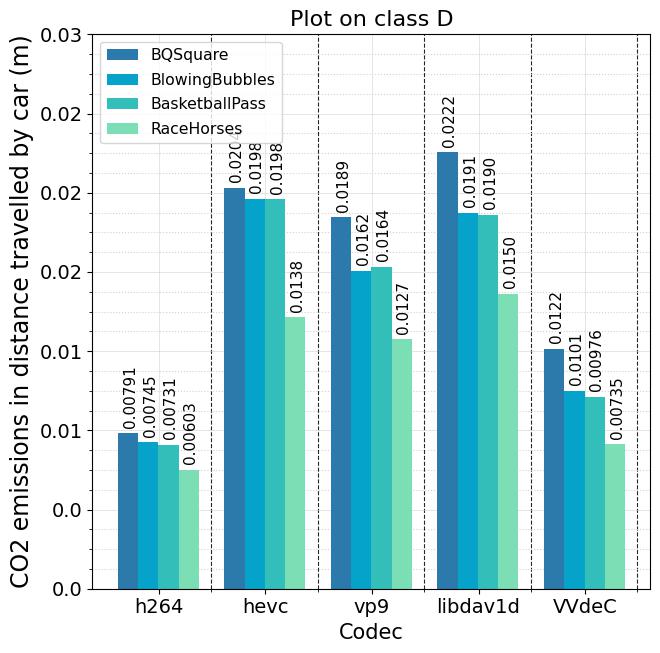 Plot on class D
CO2 emissions in distance travelled by car (m)
0.03
0.02
0.02
0.02
0.01
0.01
0.0
0.0
BQSquare
BlowingBubbles
BasketballPass
RaceHorses
0.00791
0.00745
0.00731
0.00603
0.0204
0.0198
0.0198
0.0138
0.0189
0.0162
0.0164
0.0127
0.0222
0.0191
0.0190
0.0150
0.0122
0.0101
0.00976
0.00735
h264
hevc
vp9
libdav1d
VVdeC
Codec